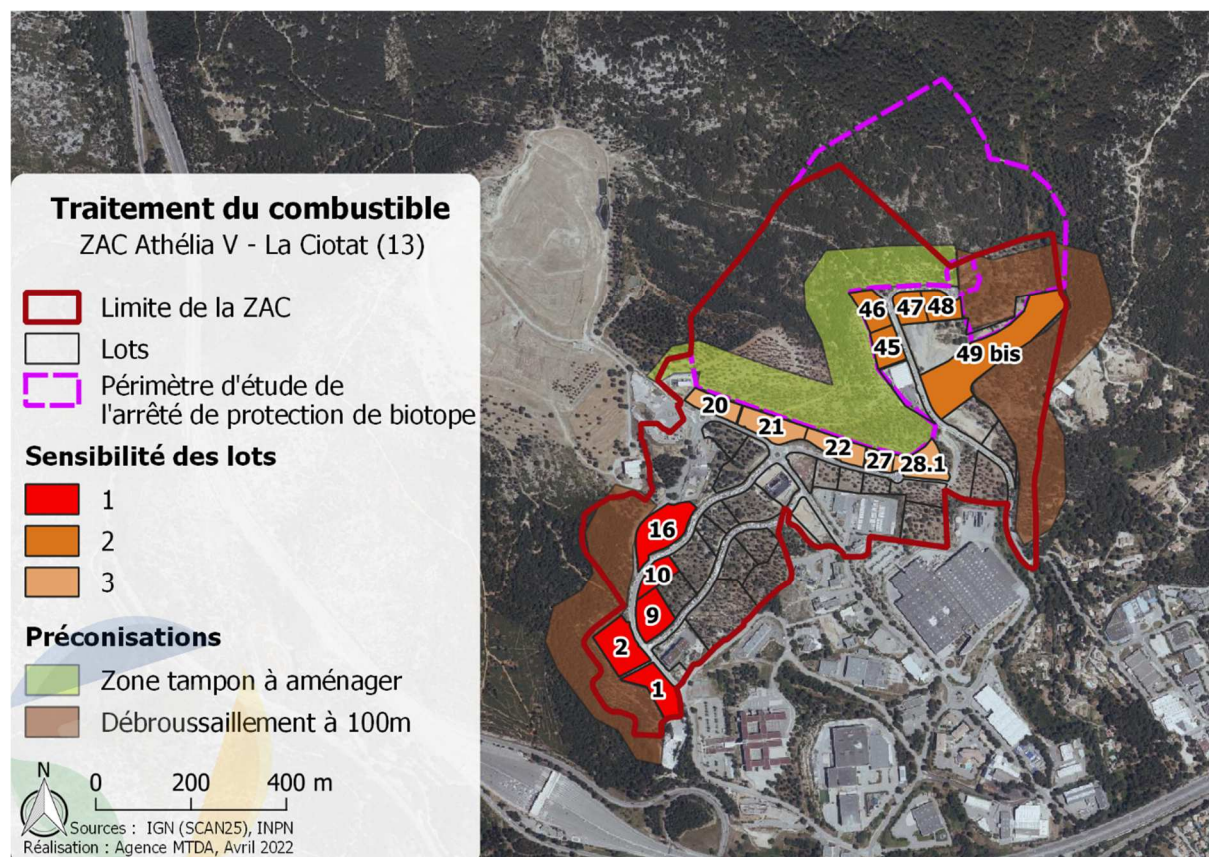 Traitement du combustible
ZAC Athélia V - La Ciotat (13)
Limite de la ZAC
Lots
Périmètre d'étude de
l'arrêté de protection de biotope
Sensibilité des lots
1
2
3
Préconisations
Zone tampon à aménager
Débroussaillement à 100m
N
0 200 400 m
Sources : IGN (SCAN25), INPN
Réalisation : Agence MTDA, Avril 2022
46 47 48
45
49 bis
20
21
22
27
28.1
16
10
9
2
1